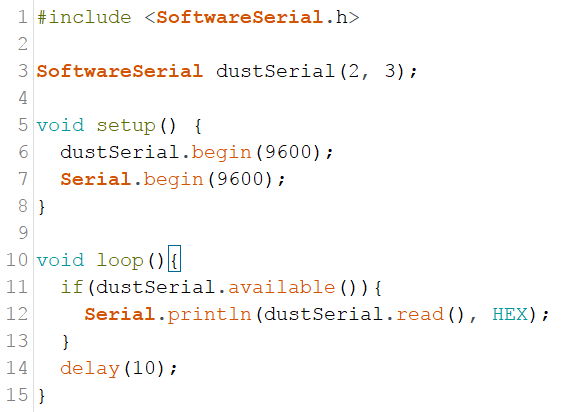 1 #include <SoftwareSerial.h>
2
3 SoftwareSerial dustSerial(2, 3);
4
5 void setup() {
6   dustSerial.begin(9600);
7   Serial.begin(9600);
8 }
9
10 void loop(){
11   if(dustSerial.available()){
12     Serial.println(dustSerial.read(), HEX);
13   }
14   delay(10);
15 }